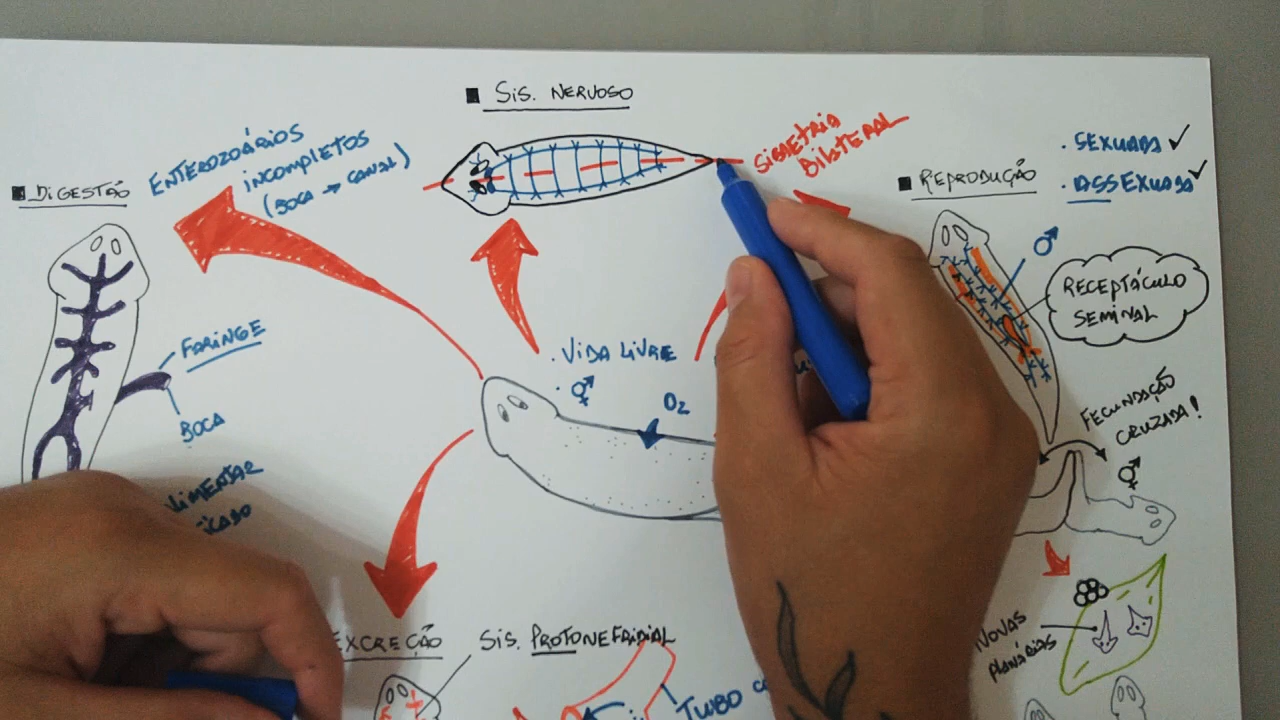 SIS. NERVOSO
DIGESTÃO
ENTEROZOÁRIOS
INCOMPLETOS
(BOCA → CANAL)
FARINGE
BOCA
SIMETRIA
BILATERAL
REPRODUÇÃO
. SEXUADA ✓
. ASSEXUADA ✓
♂
RECEPTÁCULO
SEMINAL
. VIDA LIVRE
. ⚥
O2
FECUNDAÇÃO
CRUZADA!
⚥
NOVAS
PLANÁRIAS
EXCREÇÃO
SIS. PROTONEFRIDIAL
TUBO